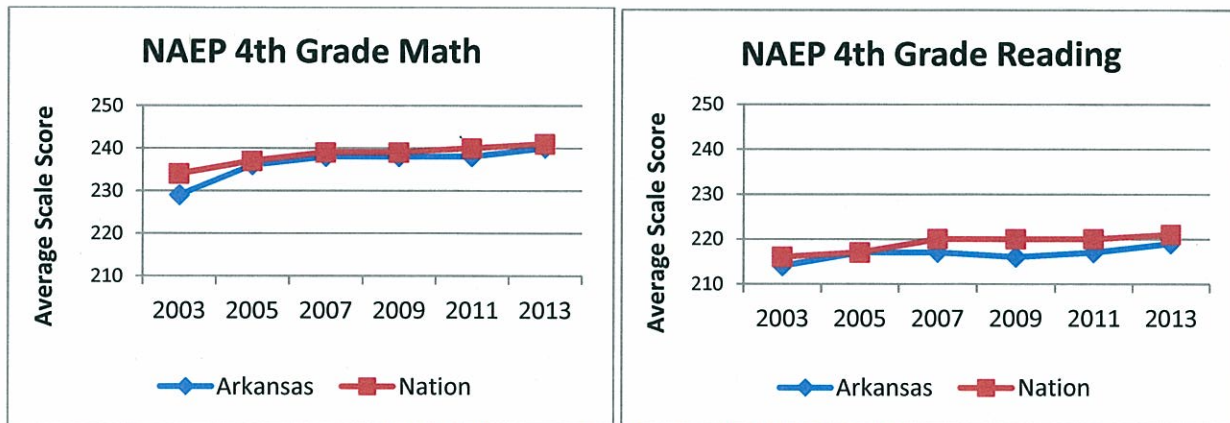 NAEP 4th Grade Math
Average Scale Score
250
240
230
220
210
2003 2005 2007 2009 2011 2013
Arkansas Nation
NAEP 4th Grade Reading
Average Scale Score
250
240
230
220
210
2003 2005 2007 2009 2011 2013
Arkansas Nation